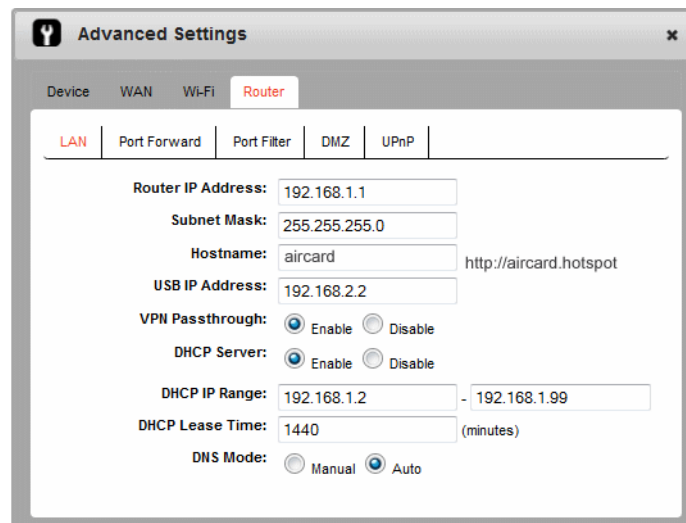 Advanced Settings
Device WAN Wi-Fi Router
LAN Port Forward Port Filter DMZ UPnP
Router IP Address: 192.168.1.1
Subnet Mask: 255.255.255.0
Hostname: aircard http://aircard.hotspot
USB IP Address: 192.168.2.2
VPN Passthrough: Enable Disable
DHCP Server: Enable Disable
DHCP IP Range: 192.168.1.2 - 192.168.1.99
DHCP Lease Time: 1440 (minutes)
DNS Mode: Manual Auto